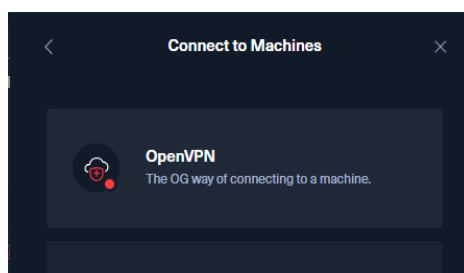 Connect to Machines
OpenVPN
The OG way of connecting to a machine.